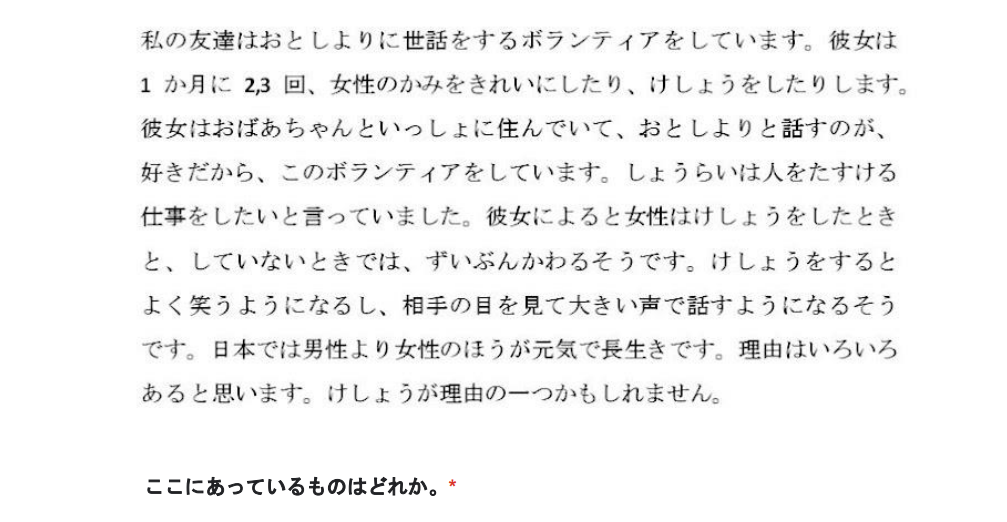 私の友達はおとしよりに世話をするボランティアをしています。彼女は
1 か月に 2,3 回、女性のかみをきれいにしたり、けしょうをしたりします。
彼女はおばあちゃんといっしょに住んでいて、おとしよりと話すのが、
好きだから、このボランティアをしています。しょうらいは人をたすける
仕事をしたいと言っていました。彼女によると女性はけしょうをしたとき
と、していないときでは、ずいぶんかわるそうです。けしょうをすると
よく笑うようになるし、相手の目を見て大きい声で話すようになるそう
です。日本では男性より女性のほうが元気で長生きです。理由はいろいろ
あると思います。けしょうが理由の一つかもしれません。
ここにあっているものはどれか。*